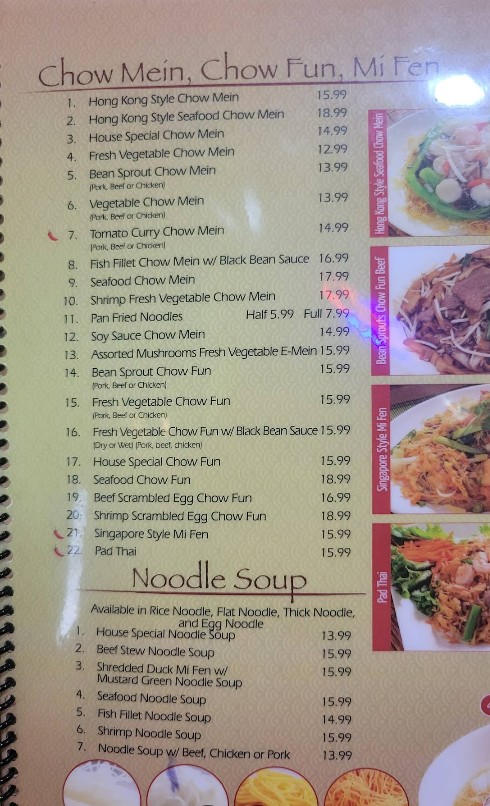 Chow Mein, Chow Fun, Mi Fen
1. Hong Kong Style Chow Mein 15.99
2. Hong Kong Style Seafood Chow Mein 18.99
3. House Special Chow Mein 14.99
4. Fresh Vegetable Chow Mein 12.99
5. Bean Sprout Chow Mein 13.99
(Pork, Beef or Chicken)
6. Vegetable Chow Mein 13.99
(Pork, Beef or Chicken)
7. Tomato Curry Chow Mein 14.99
(Pork, Beef or Chicken)
8. Fish Fillet Chow Mein w/ Black Bean Sauce 16.99
9. Seafood Chow Mein 17.99
10. Shrimp Fresh Vegetable Chow Mein 17.99
11. Pan Fried Noodles Half 5.99 Full 7.99
12. Soy Sauce Chow Mein 14.99
13. Assorted Mushrooms Fresh Vegetable E-Mein 15.99
14. Bean Sprout Chow Fun 15.99
(Pork, Beef or Chicken)
15. Fresh Vegetable Chow Fun 15.99
(Pork, Beef or Chicken)
16. Fresh Vegetable Chow Fun w/ Black Bean Sauce 15.99
(Dry or Wet) (Pork, beef, chicken)
17. House Special Chow Fun 15.99
18. Seafood Chow Fun 18.99
19. Beef Scrambled Egg Chow Fun 16.99
20. Shrimp Scrambled Egg Chow Fun 18.99
21. Singapore Style Mi Fen 15.99
22. Pad Thai 15.99
Hong Kong Style Seafood Chow Mein
Bean Sprouts Chow Fun Beef
Singapore Style Mi Fen
Pad Thai
Noodle Soup
Available in Rice Noodle, Flat Noodle, Thick Noodle,
and Egg Noodle
1. House Special Noodle Soup 13.99
2. Beef Stew Noodle Soup 15.99
3. Shredded Duck Mi Fen w/ 15.99
Mustard Green Noodle Soup
4. Seafood Noodle Soup 15.99
5. Fish Fillet Noodle Soup 14.99
6. Shrimp Noodle Soup 15.99
7. Noodle Soup w/ Beef, Chicken or Pork 13.99